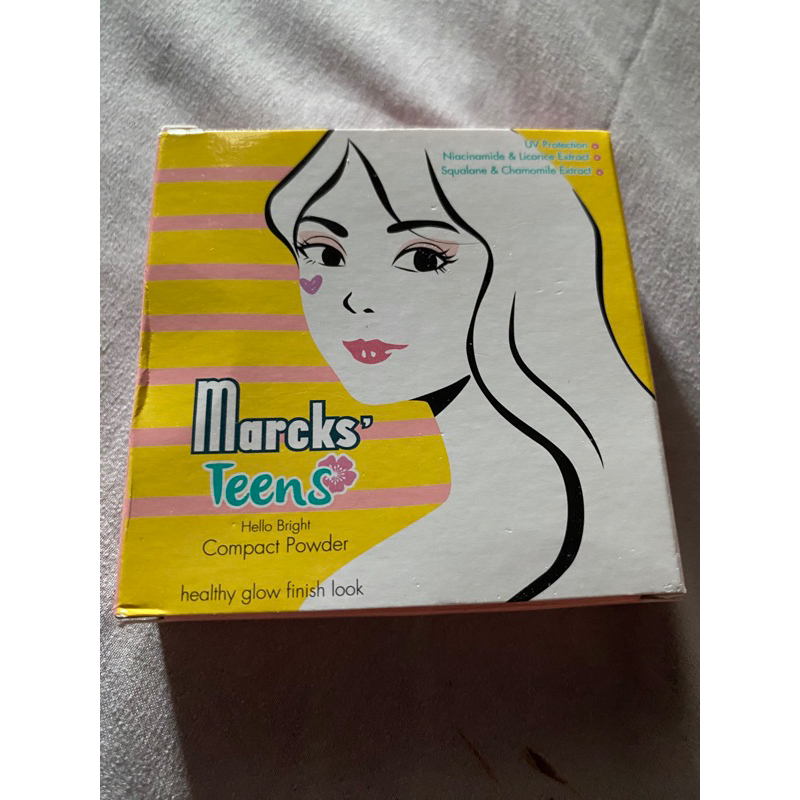 UV Protection
Niacinamide & Licorice Extract
Squalane & Chamomile Extract
Marcks'
Teens
Hello Bright
Compact Powder
healthy glow finish look